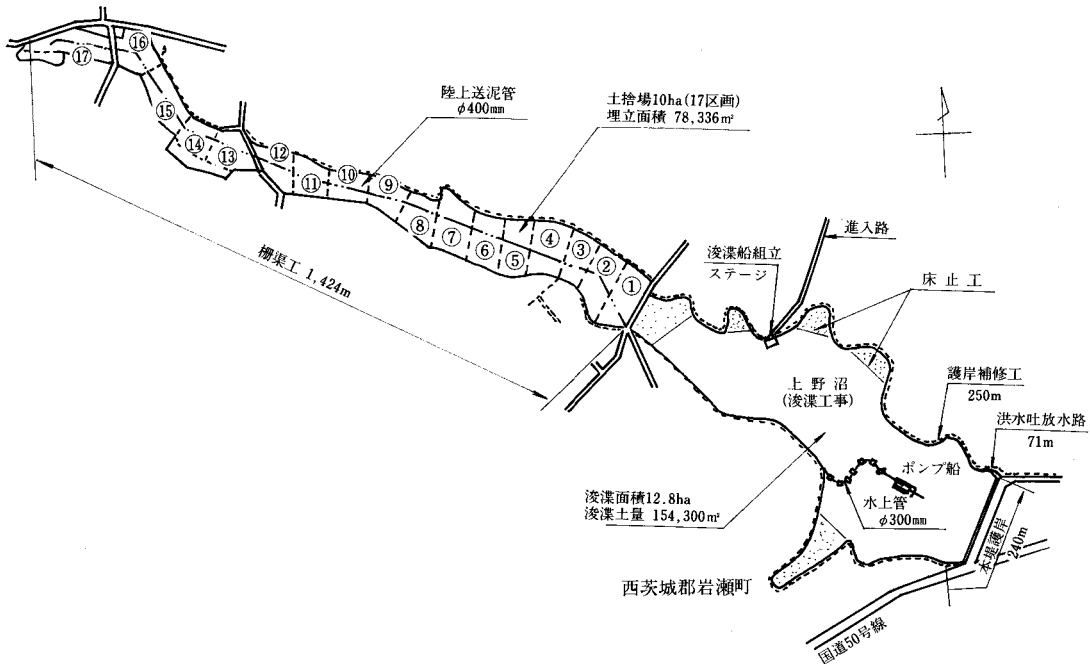 ⑯
⑰
⑮
⑭
⑬
⑫
⑪
⑩
⑨
⑧
⑦
⑥
⑤
④
③
②
①
陸上送泥管
φ400mm
土捨場10ha(17区画)
埋立面積 78,336m²
柵渠工 1,424m
進入路
浚渫船組立
ステージ
床止工
上野沼
(浚渫工事)
護岸補修工
250m
洪水吐放水路
71m
ポンプ船
水上管
φ300mm
浚渫面積12.8ha
浚渫土量 154,300m²
本堤護岸
240m
西茨城郡岩瀬町
国道50号線